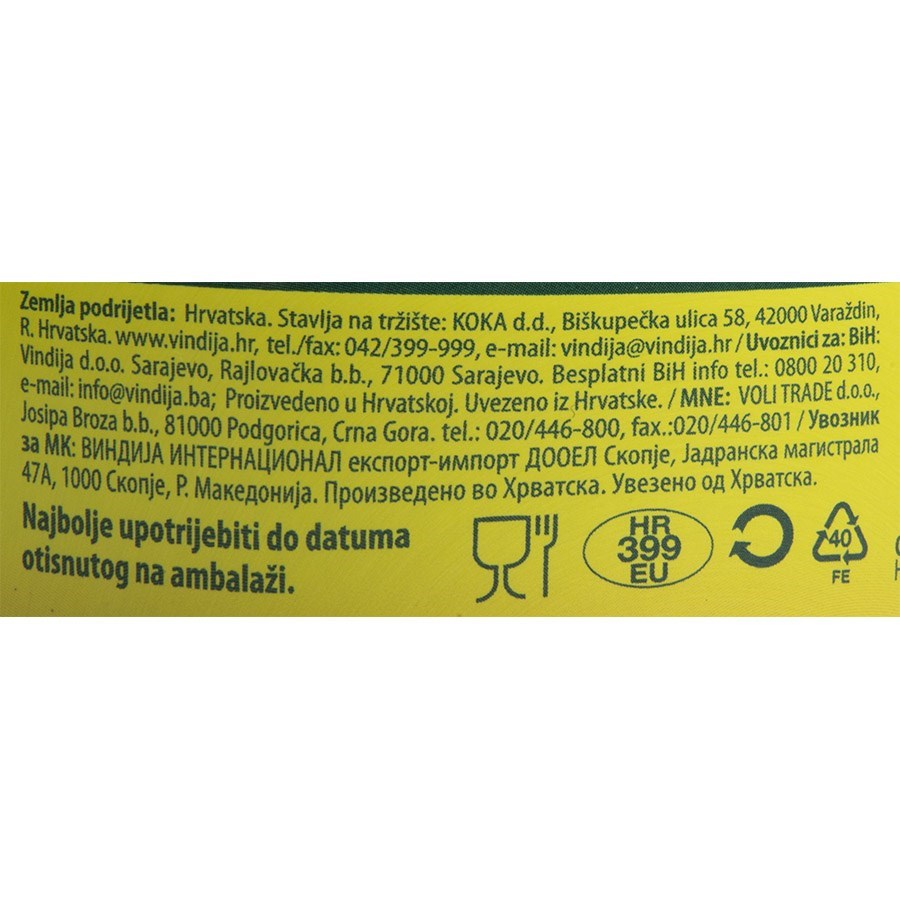 Zemlja podrijetla: Hrvatska. Stavlja na tržište: KOKA d.d., Biškupečka ulica 58, 42000 Varaždin,
R. Hrvatska. www.vindija.hr, tel./fax: 042/399-999, e-mail: vindija@vindija.hr / Uvoznici za: BiH:
Vindija d.o.o. Sarajevo, Rajlovačka b.b., 71000 Sarajevo. Besplatni BiH info tel.: 0800 20 310,
e-mail: info@vindija.ba; Proizvedeno u Hrvatskoj. Uvezeno iz Hrvatske. / MNE: VOLI TRADE d.o.o.,
Josipa Broza b.b., 81000 Podgorica, Crna Gora. tel.: 020/446-800, fax.:020/446-801 / Увозник
за МК: ВИНДИЈА ИНТЕРНАЦИОНАЛ експорт-импорт ДООЕЛ Скопје, Јадранска магистрала
47А, 1000 Скопје, Р. Македонија. Произведено во Хрватска. Увезено од Хрватска.
Najbolje upotrijebiti do datuma
otisnutog na ambalaži.
HR
399
EU
40
FE